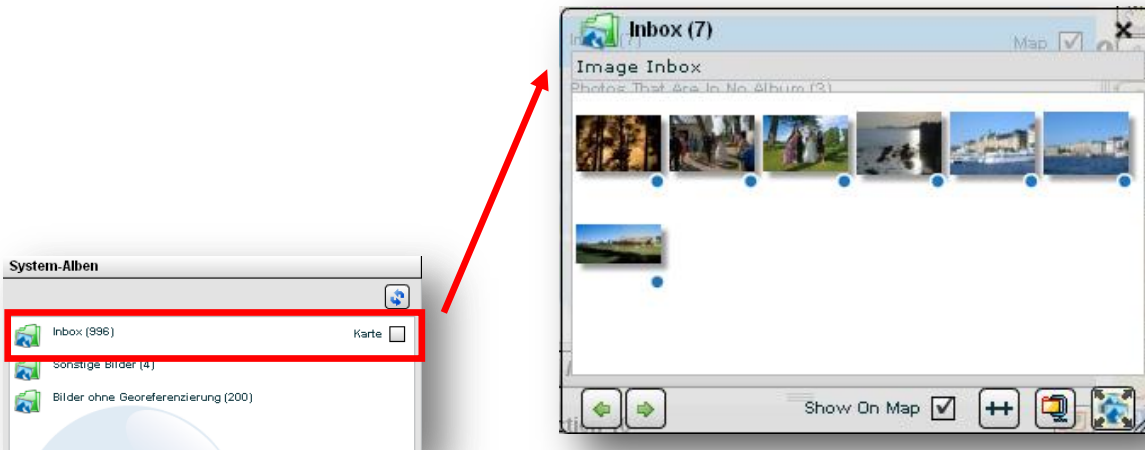 System-Alben
Inbox (996)
Karte
Sonstige Bilder (4)
Bilder ohne Georeferenzierung (200)
Inbox (7)
Map
Image Inbox
Photos That Are In No Album (3)
Show On Map